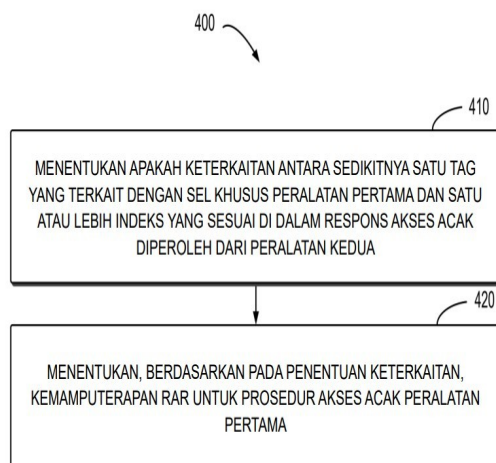 400
410
MENENTUKAN APAKAH KETERKAITAN ANTARA SEDIKITNYA SATU TAG
YANG TERKAIT DENGAN SEL KHUSUS PERALATAN PERTAMA DAN SATU
ATAU LEBIH INDEKS YANG SESUAI DI DALAM RESPONS AKSES ACAK
DIPEROLEH DARI PERALATAN KEDUA
420
MENENTUKAN, BERDASARKAN PADA PENENTUAN KETERKAITAN,
KEMAMPUTERAPAN RAR UNTUK PROSEDUR AKSES ACAK PERALATAN
PERTAMA